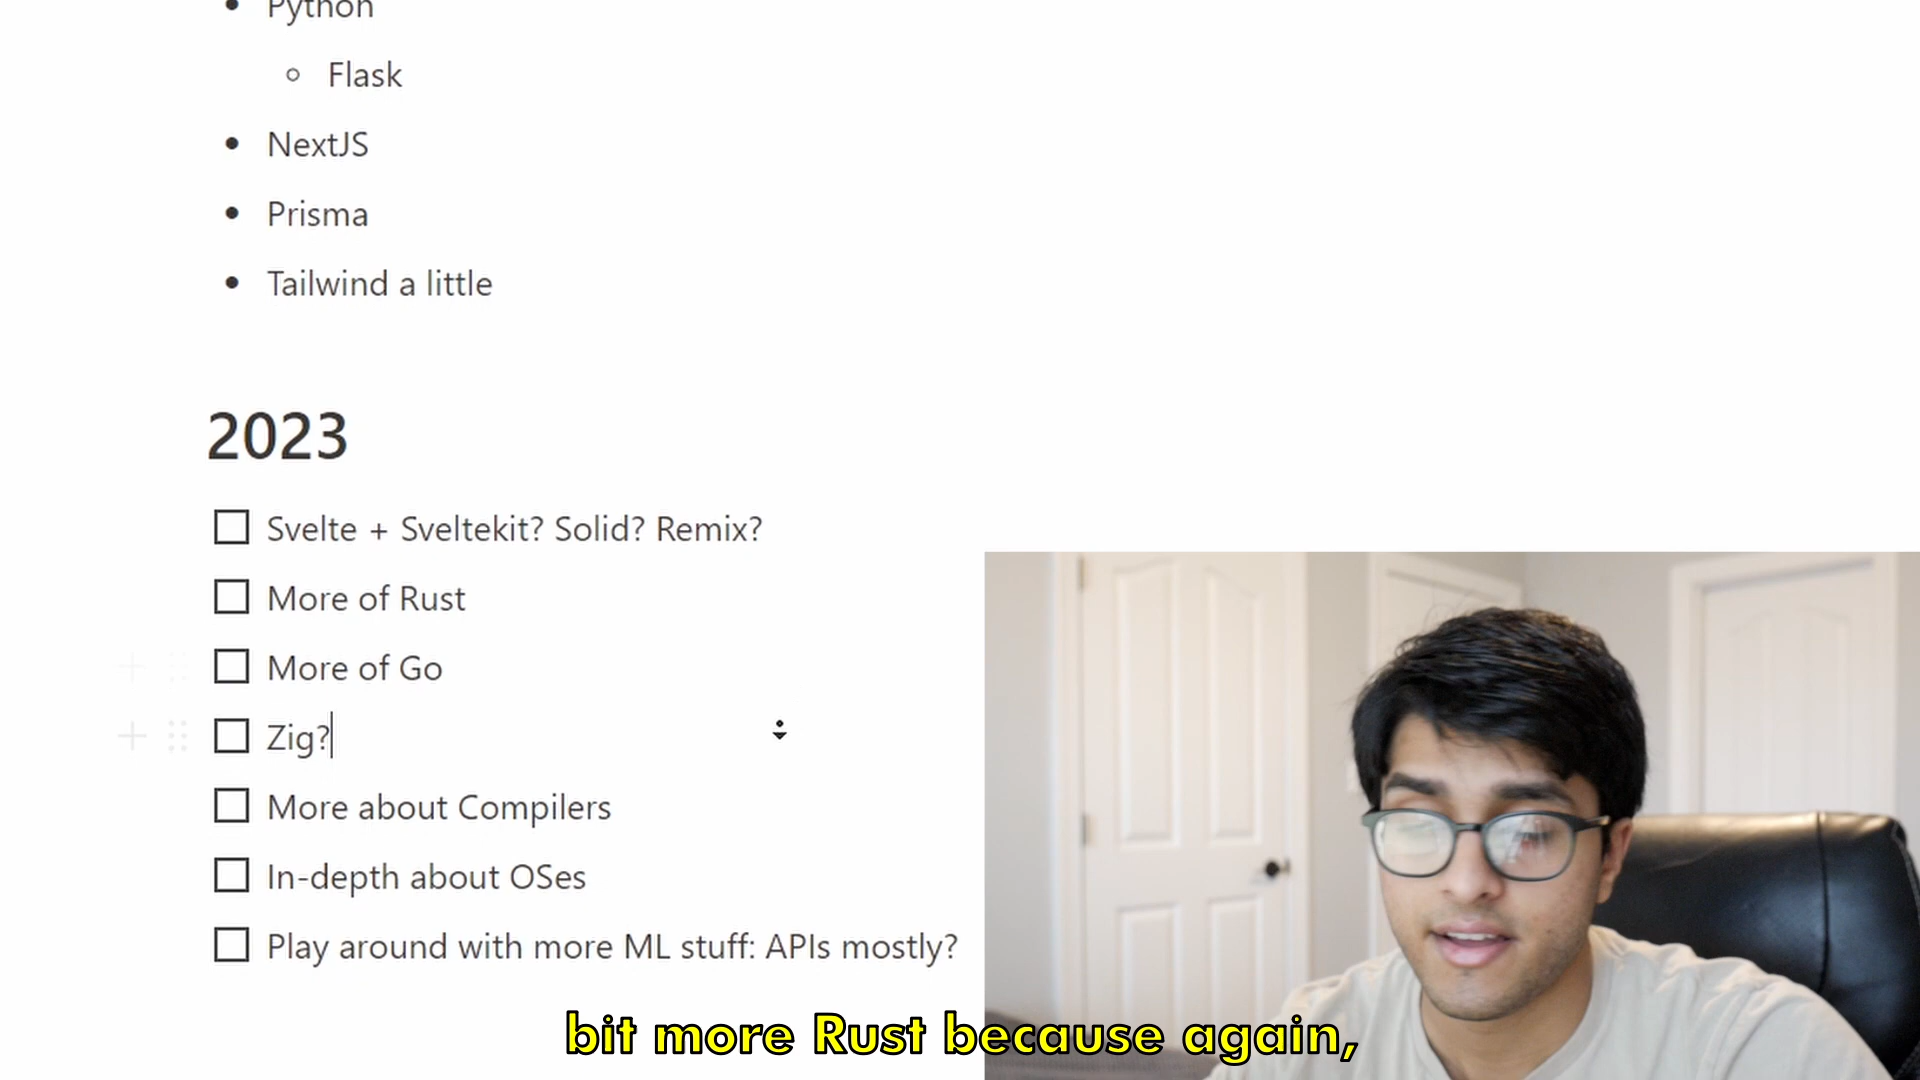 Python
Flask
NextJS
Prisma
Tailwind a little
2023
Svelte + Sveltekit? Solid? Remix?
More of Rust
More of Go
Zig?
More about Compilers
In-depth about OSes
Play around with more ML stuff: APIs mostly?
bit more Rust because again,